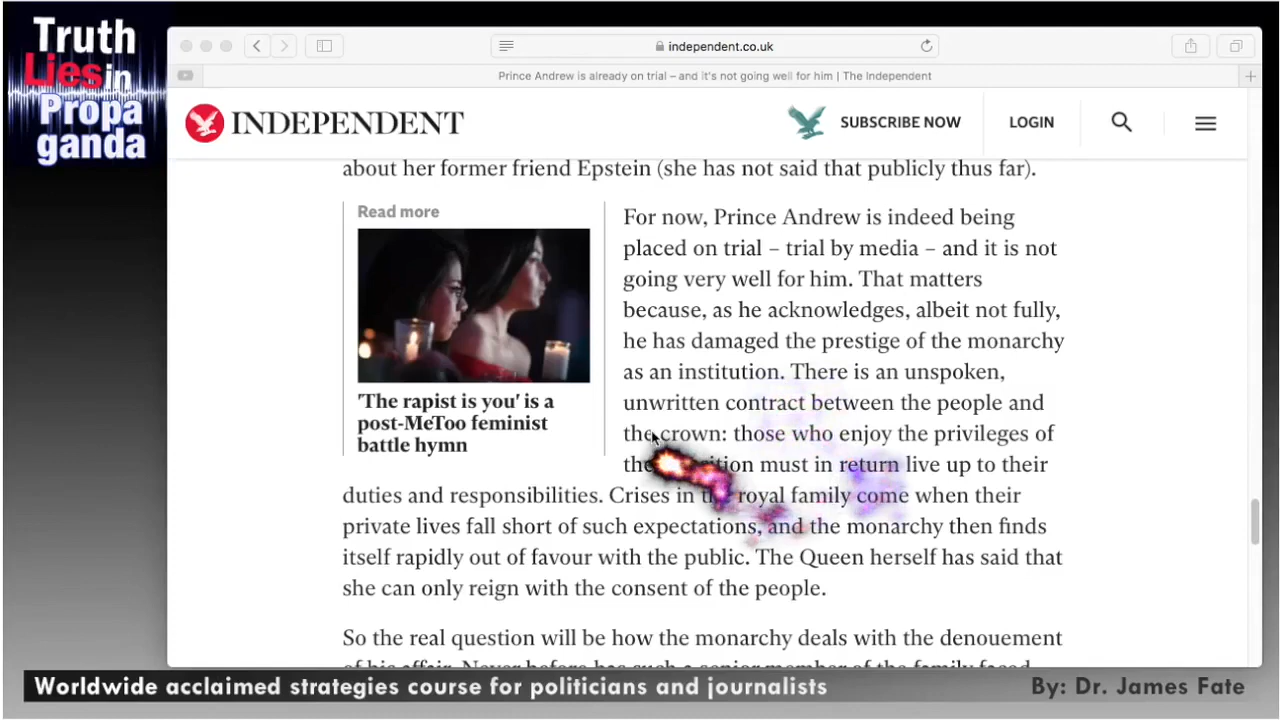 Truth
Lies in
Propa
ganda
independent.co.uk
Prince Andrew is already on trial – and it's not going well for him | The Independent
INDEPENDENT
SUBSCRIBE NOW
LOGIN
about her former friend Epstein (she has not said that publicly thus far).
Read more
'The rapist is you' is a
post-MeToo feminist
battle hymn
For now, Prince Andrew is indeed being
placed on trial – trial by media – and it is not
going very well for him. That matters
because, as he acknowledges, albeit not fully,
he has damaged the prestige of the monarchy
as an institution. There is an unspoken,
unwritten contract between the people and
the crown: those who enjoy the privileges of
must in return live up to their
duties and responsibilities. Crises in the royal family come when their
private lives fall short of such expectations, and the monarchy then finds
itself rapidly out of favour with the public. The Queen herself has said that
she can only reign with the consent of the people.
So the real question will be how the monarchy deals with the denouement
Worldwide acclaimed strategies course for politicians and journalists
By: Dr. James Fate